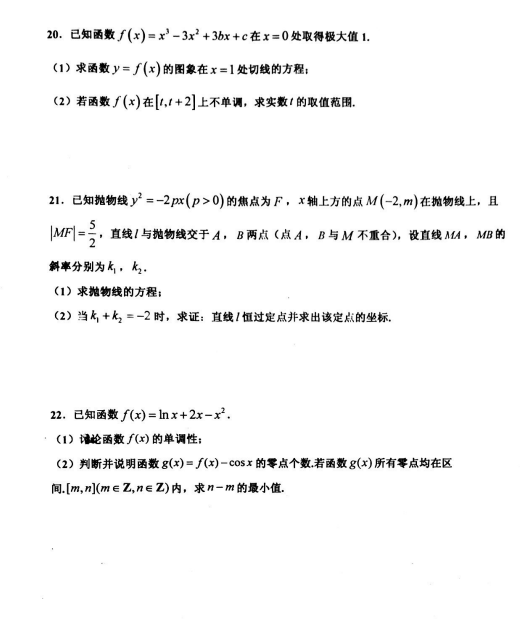 20．已知函数 f(x)=x³−3x²+3bx+c 在 x=0 处取得极大值 1.
（1）求函数 y=f(x) 的图象在 x=1 处切线的方程；
（2）若函数 f(x) 在[t,t+2]上不单调，求实数 t 的取值范围.
21．已知抛物线 y²=−2px(p>0) 的焦点为 F，x 轴上方的点 M(−2,m) 在抛物线上，且
|MF|=5/2，直线 l 与抛物线交于 A，B 两点（点 A，B 与 M 不重合），设直线 MA，MB 的
斜率分别为 k₁，k₂.
（1）求抛物线的方程；
（2）当 k₁+k₂=−2 时，求证：直线 l 恒过定点并求出该定点的坐标.
22．已知函数 f(x)=ln x+2x−x².
（1）讨论函数 f(x) 的单调性；
（2）判断并说明函数 g(x)=f(x)−cos x 的零点个数.若函数 g(x) 所有零点均在区
间.[m,n](m∈Z,n∈Z)内，求 n−m 的最小值.